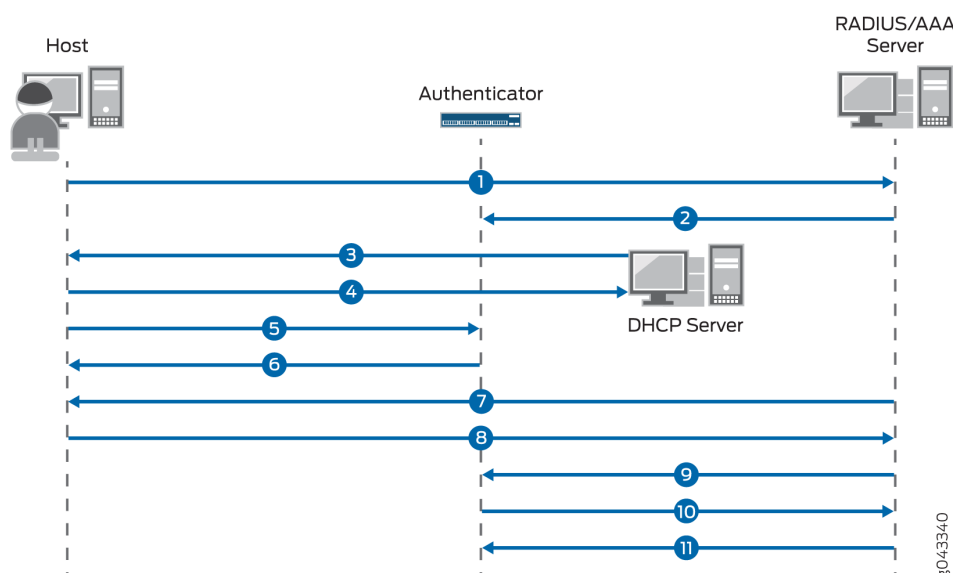 RADIUS/AAA
Server
Host
Authenticator
1
2
3
4
DHCP Server
5
6
7
8
9
10
11
g043340